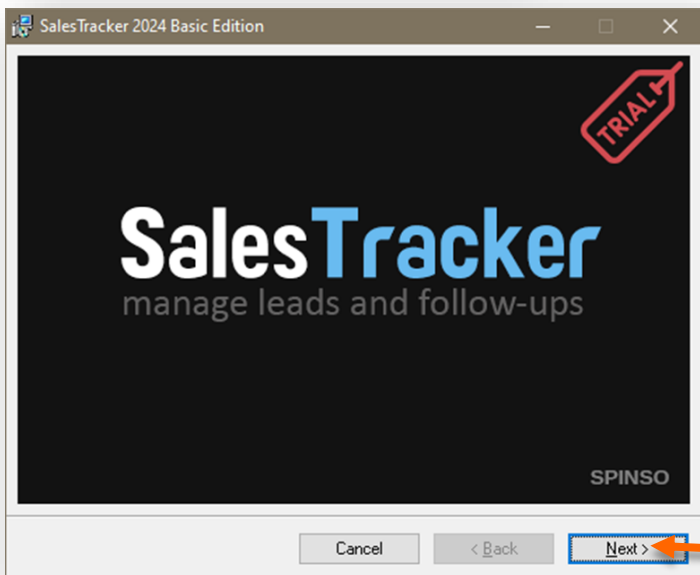 SalesTracker 2024 Basic Edition
TRIAL
SalesTracker
manage leads and follow-ups
SPINSO
Cancel
< Back
Next >